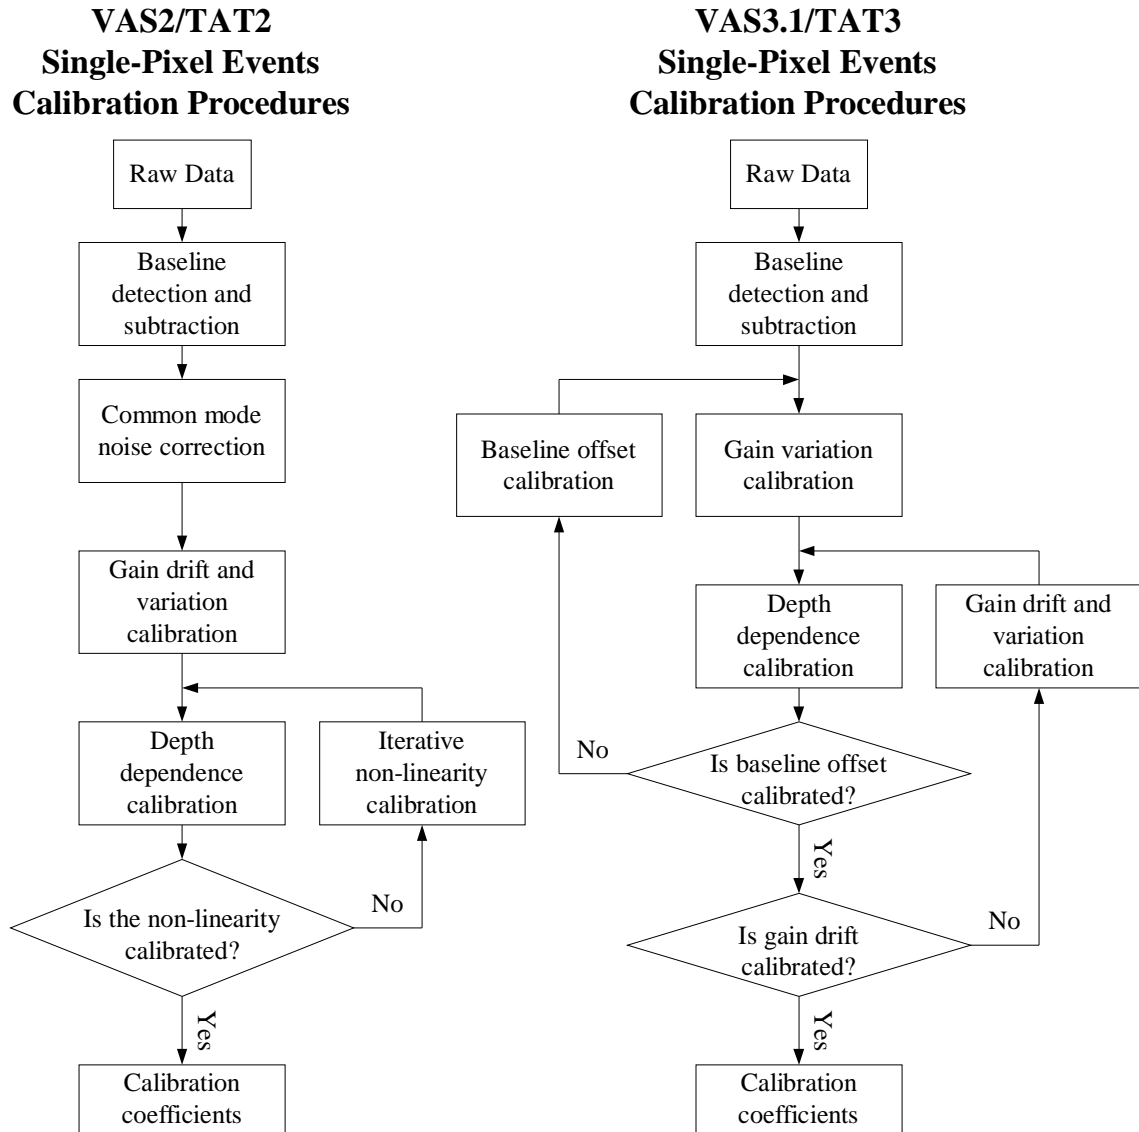 VAS2/TAT2
Single-Pixel Events
Calibration Procedures
Raw Data
Baseline
detection and
subtraction
Common mode
noise correction
Gain drift and
variation
calibration
Depth
dependence
calibration
Iterative
non-linearity
calibration
Is the non-linearity
calibrated?
No
Yes
Calibration
coefficients
VAS3.1/TAT3
Single-Pixel Events
Calibration Procedures
Raw Data
Baseline
detection and
subtraction
Baseline offset
calibration
Gain variation
calibration
Depth
dependence
calibration
Gain drift and
variation
calibration
No
Is baseline offset
calibrated?
Yes
No
Is gain drift
calibrated?
Yes
Calibration
coefficients